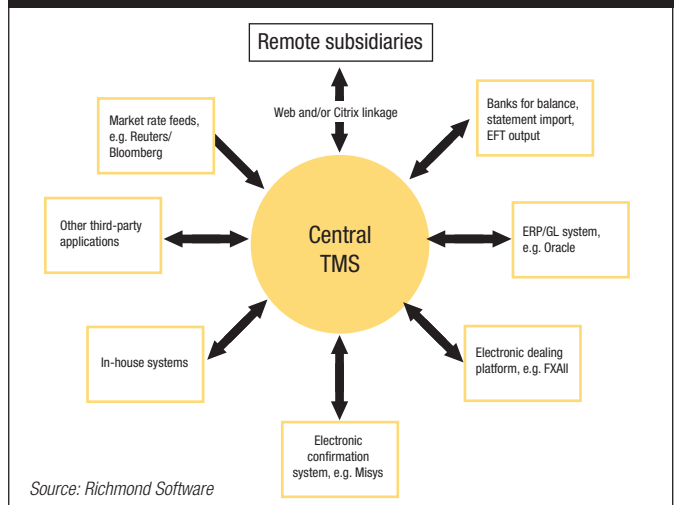 Remote subsidiaries
Web and/or Citrix linkage
Market rate feeds,
e.g. Reuters/
Bloomberg
Banks for balance,
statement import,
EFT output
Other third-party
applications
Central
TMS
ERP/GL system,
e.g. Oracle
In-house systems
Electronic dealing
platform, e.g. FXAll
Electronic
confirmation
system, e.g. Misys
Source: Richmond Software